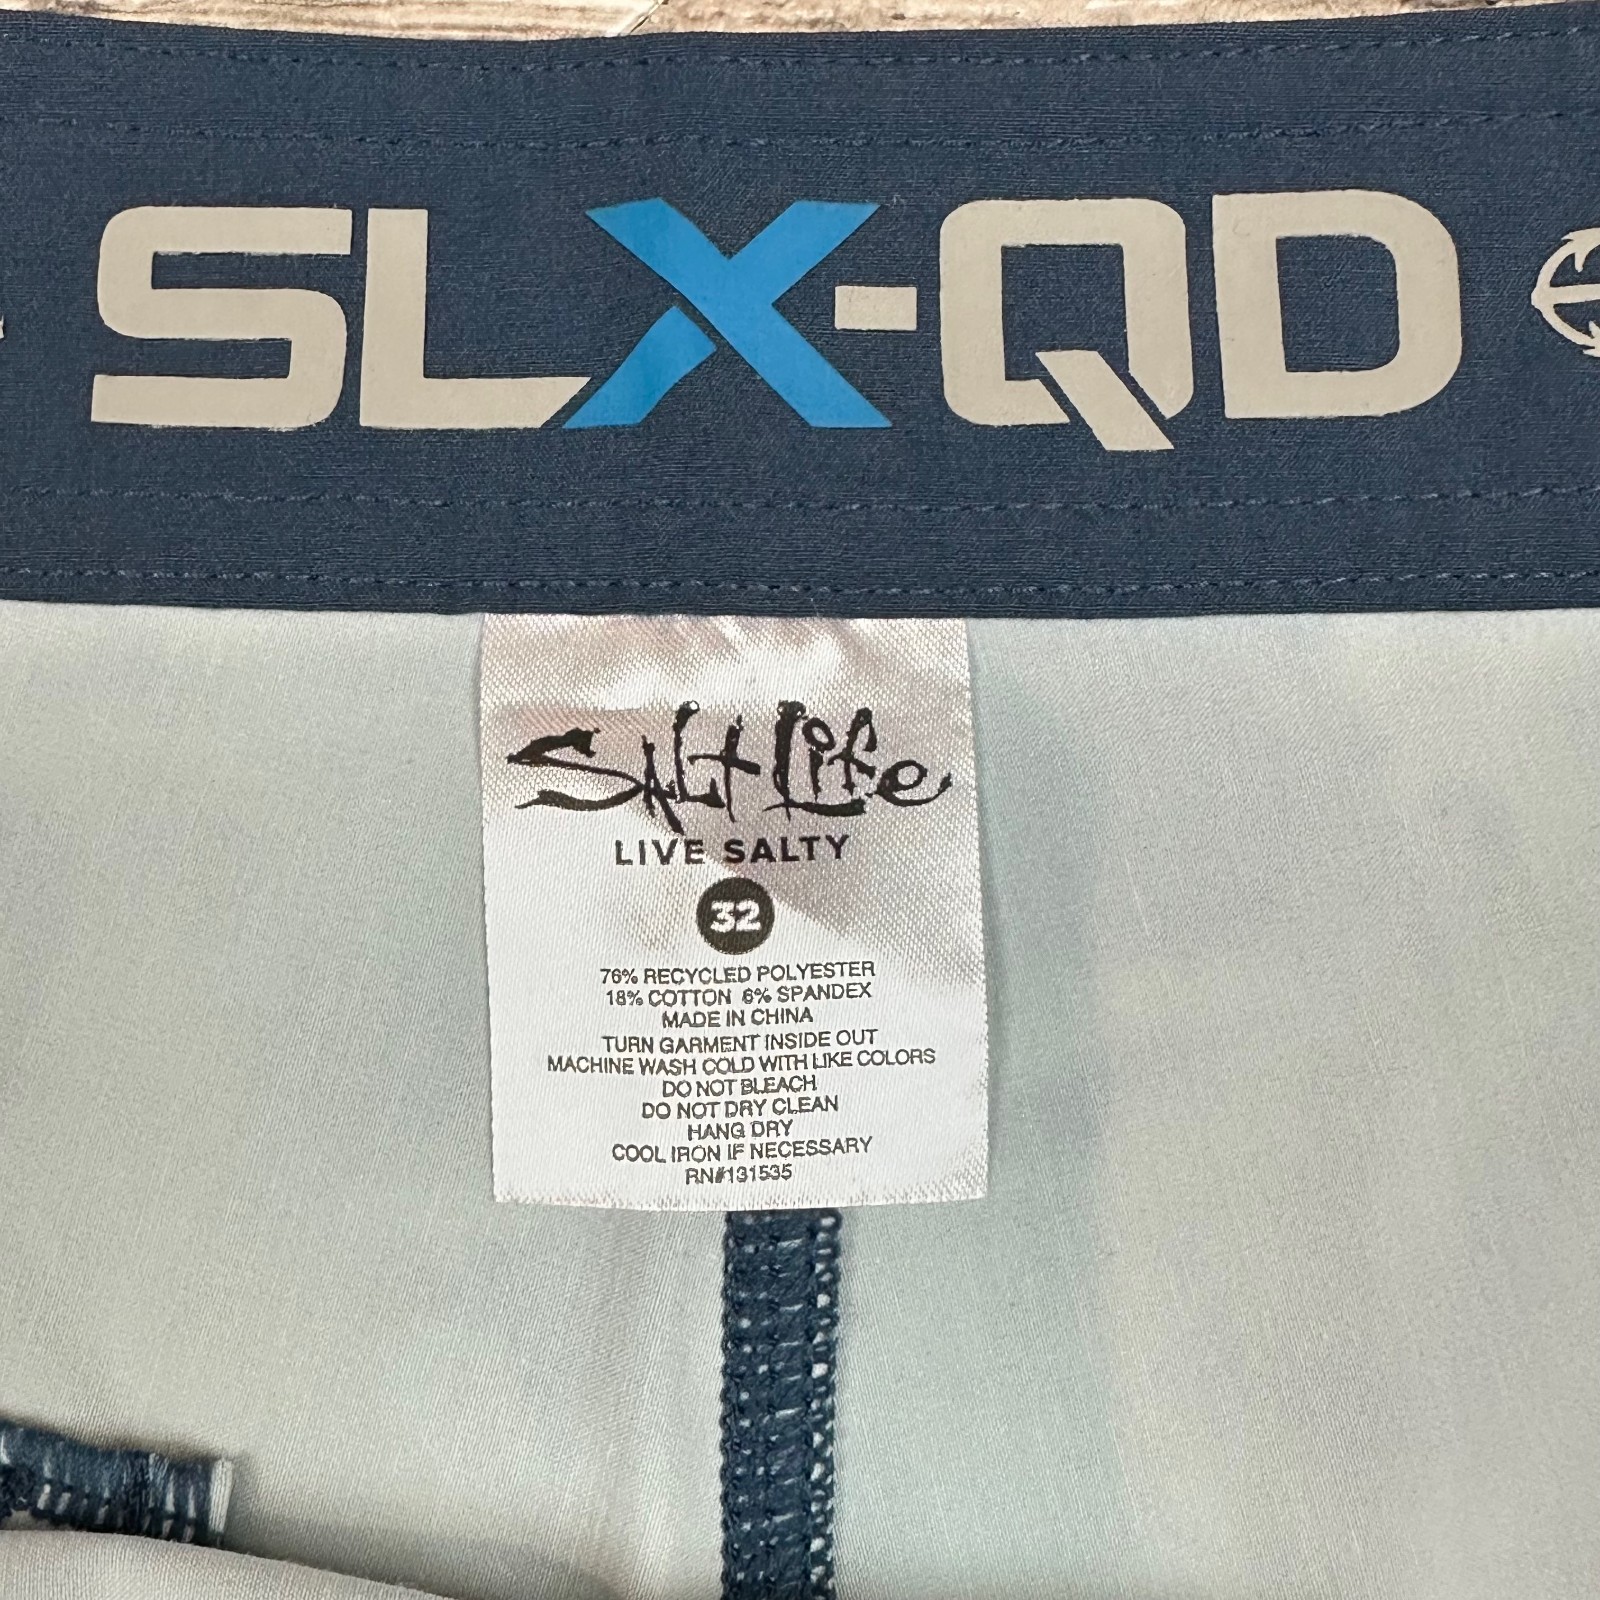 SLX-QD
Salt Life
LIVE SALTY
32
76% RECYCLED POLYESTER
18% COTTON 6% SPANDEX
MADE IN CHINA
TURN GARMENT INSIDE OUT
MACHINE WASH COLD WITH LIKE COLORS
DO NOT BLEACH
DO NOT DRY CLEAN
HANG DRY
COOL IRON IF NECESSARY
RN#131535